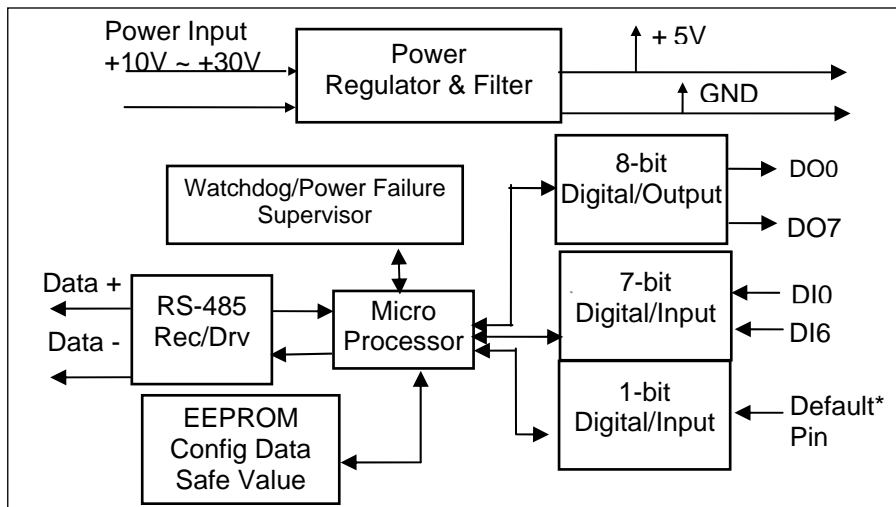 Power Input
+10V ~ +30V
Power
Regulator & Filter
+ 5V
GND
Watchdog/Power Failure
Supervisor
8-bit
Digital/Output
DO0
DO7
Data +
Data -
RS-485
Rec/Drv
Micro
Processor
7-bit
Digital/Input
DI0
DI6
EEPROM
Config Data
Safe Value
1-bit
Digital/Input
Default*
Pin